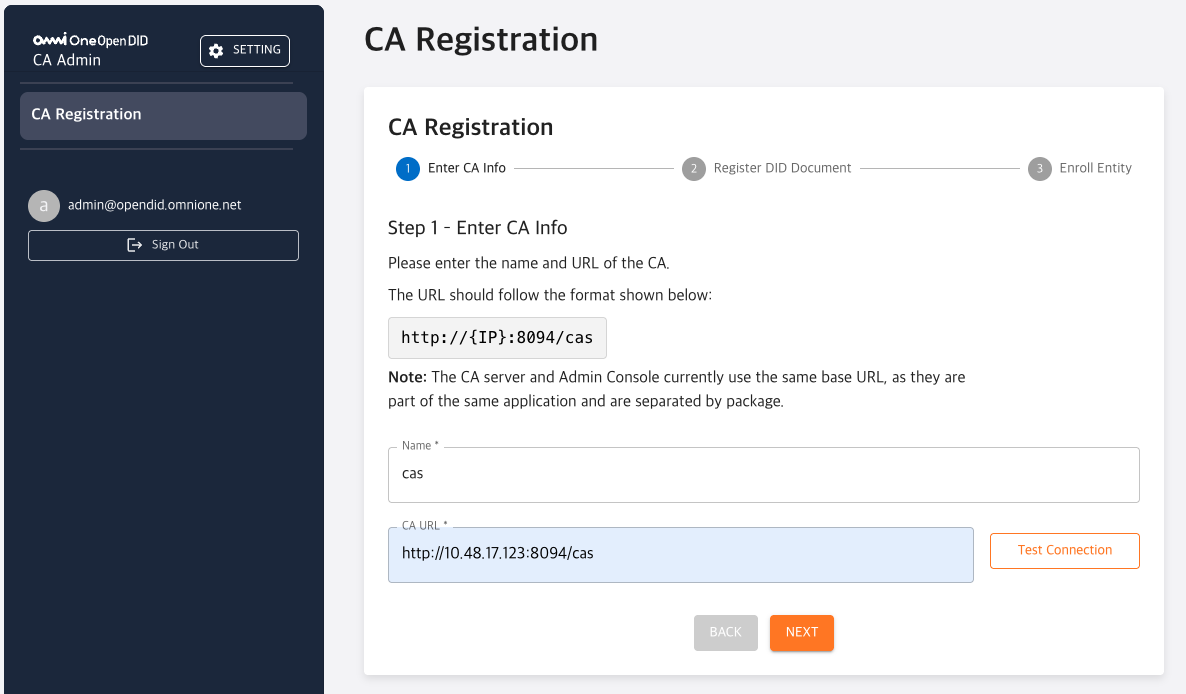 Omni One Open DID
CA Admin
SETTING
CA Registration
a
admin@opendid.omnione.net
Sign Out
CA Registration
CA Registration
1 Enter CA Info
2 Register DID Document
3 Enroll Entity
Step 1 - Enter CA Info
Please enter the name and URL of the CA.
The URL should follow the format shown below:
http://{IP}:8094/cas
Note: The CA server and Admin Console currently use the same base URL, as they are
part of the same application and are separated by package.
Name *
cas
CA URL *
http://10.48.17.123:8094/cas
Test Connection
BACK
NEXT